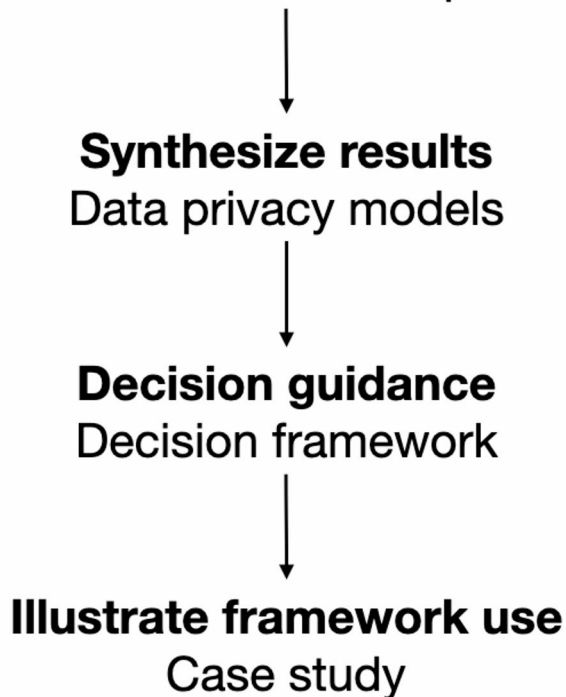 Synthesize results
Data privacy models
Decision guidance
Decision framework
Illustrate framework use
Case study